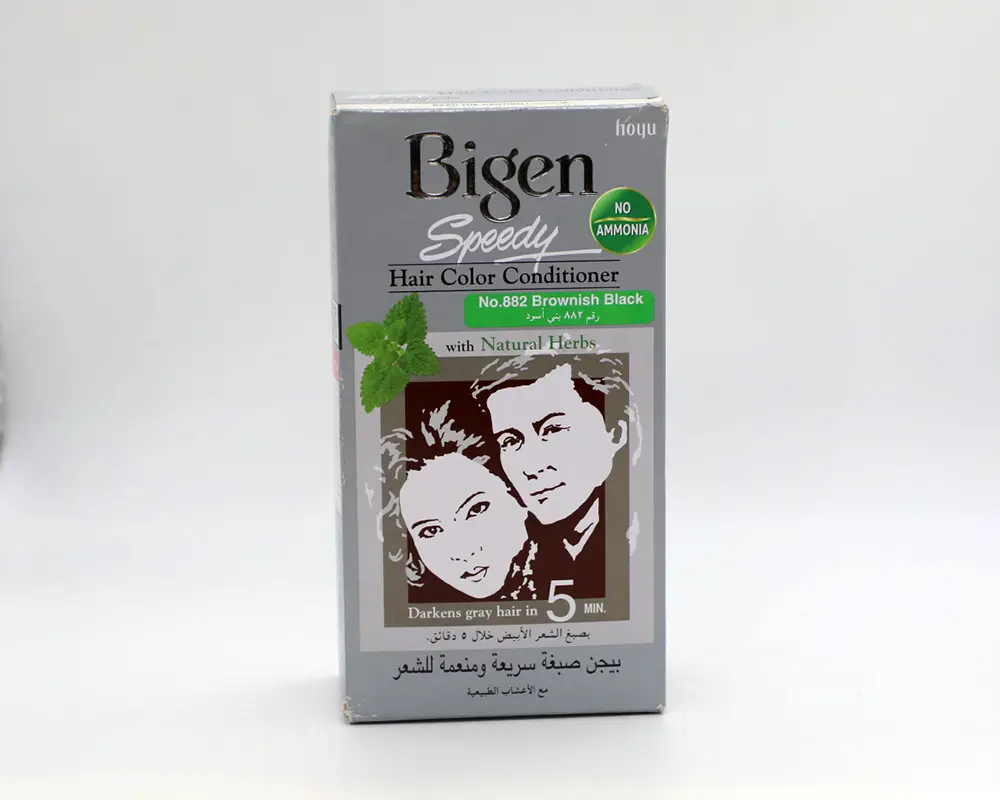 hoyu
Bigen
NO
AMMONIA
Speedy
Hair Color Conditioner
No.882 Brownish Black
رقم ٨٨٢ بني أسود
with Natural Herbs
Darkens gray hair in 5 MIN.
يصبغ الشعر الأبيض خلال ٥ دقائق.
بيجن صبغة سريعة ومنعمة للشعر
مع الأعشاب الطبيعية